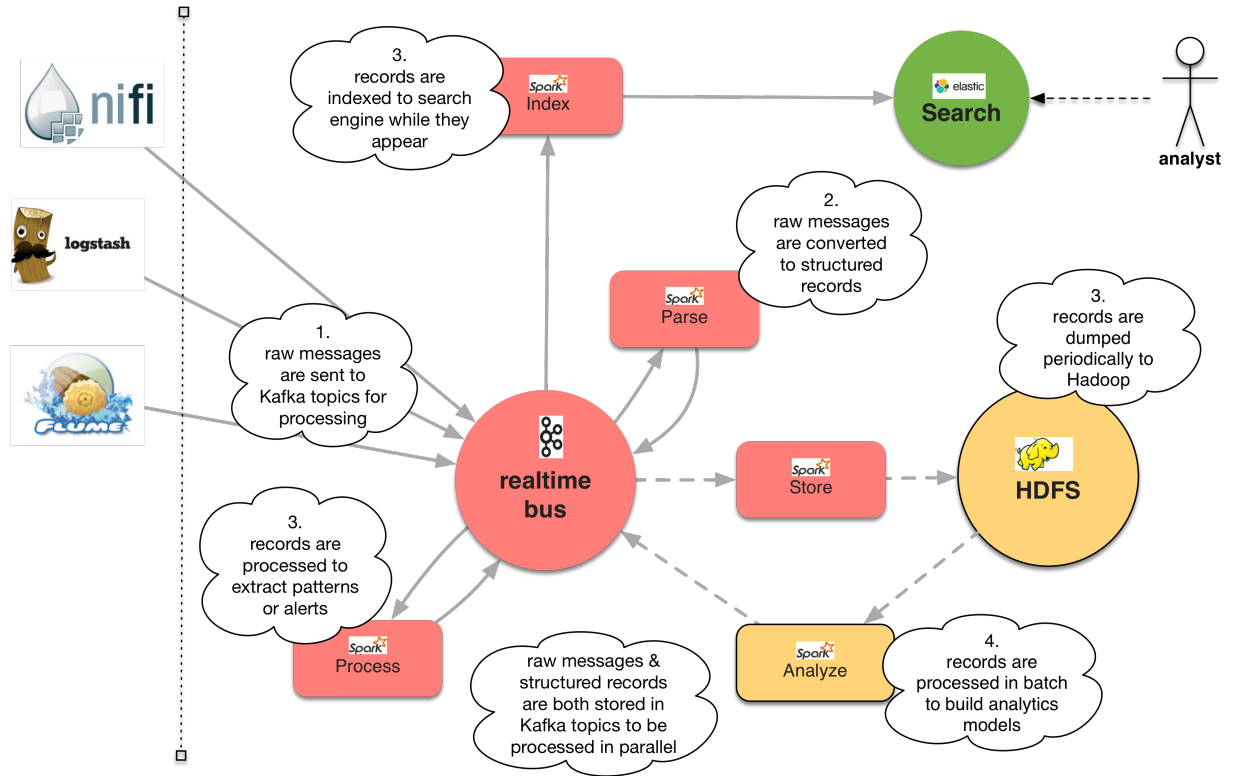 nifi
logstash
FLUME
3.
records are
indexed to search
engine while they
appear
Spark
Index
elastic
Search
analyst
2.
raw messages
are converted
to structured
records
Spark
Parse
1.
raw messages
are sent to
Kafka topics for
processing
3.
records are
dumped
periodically to
Hadoop
realtime
bus
Spark
Store
HDFS
3.
records are
processed to
extract patterns
or alerts
Spark
Process
raw messages &
structured records
are both stored in
Kafka topics to be
processed in parallel
Spark
Analyze
4.
records are
processed in batch
to build analytics
models